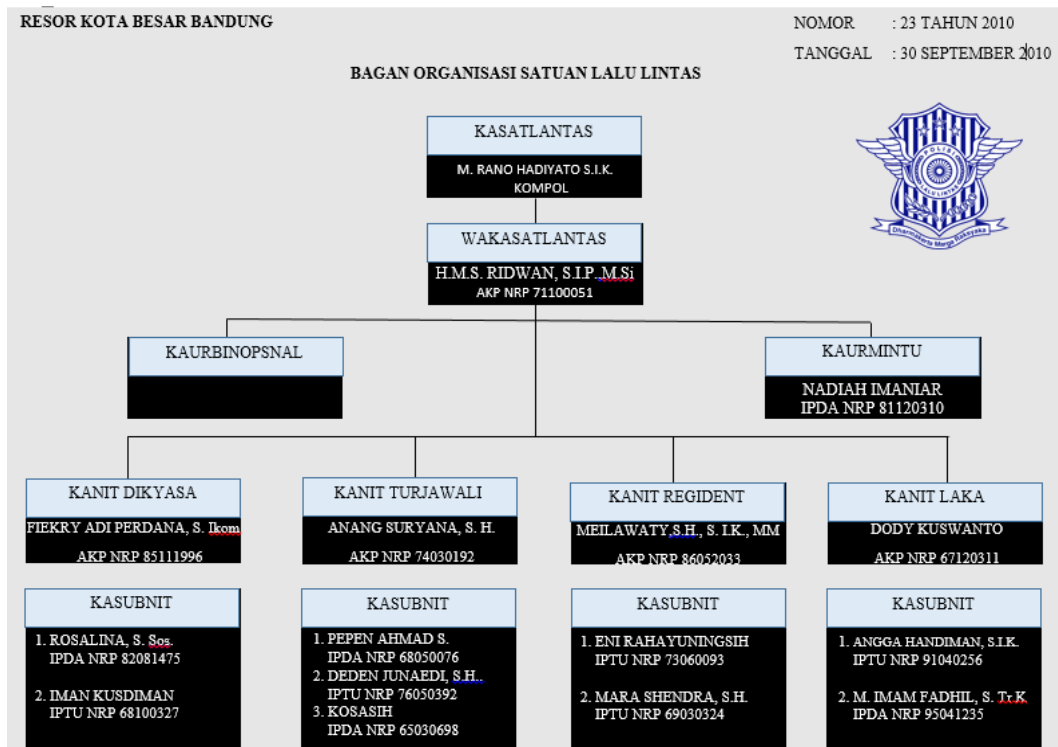 RESOR KOTA BESAR BANDUNG
NOMOR : 23 TAHUN 2010
TANGGAL : 30 SEPTEMBER 2010
BAGAN ORGANISASI SATUAN LALU LINTAS
POLISI
LALU LINTAS
Dharmakerta Marga Raksyaka
KASATLANTAS
M. RANO HADIYATO S.I.K.
KOMPOL
WAKASATLANTAS
H.M.S. RIDWAN, S.I.P.,M.Si
AKP NRP 71100051
KAURBINOPSNAL
KAURMINTU
NADIAH IMANIAR
IPDA NRP 81120310
KANIT DIKYASA
FIEKRY ADI PERDANA, S. Ikom
AKP NRP 85111996
KANIT TURJAWALI
ANANG SURYANA, S. H.
AKP NRP 74030192
KANIT REGIDENT
MEILAWATY,S.H., S. I.K., MM
AKP NRP 86052033
KANIT LAKA
DODY KUSWANTO
AKP NRP 67120311
KASUBNIT
1. ROSALINA, S. Sos.
IPDA NRP 82081475
2. IMAN KUSDIMAN
IPTU NRP 68100327
KASUBNIT
1. PEPEN AHMAD S.
IPDA NRP 68050076
2. DEDEN JUNAEDI, S.H..
IPTU NRP 76050392
3. KOSASIH
IPDA NRP 65030698
KASUBNIT
1. ENI RAHAYUNINGSIH
IPTU NRP 73060093
2. MARA SHENDRA, S.H.
IPTU NRP 69030324
KASUBNIT
1. ANGGA HANDIMAN, S.I.K.
IPTU NRP 91040256
2. M. IMAM FADHIL, S. Tr.K
IPDA NRP 95041235